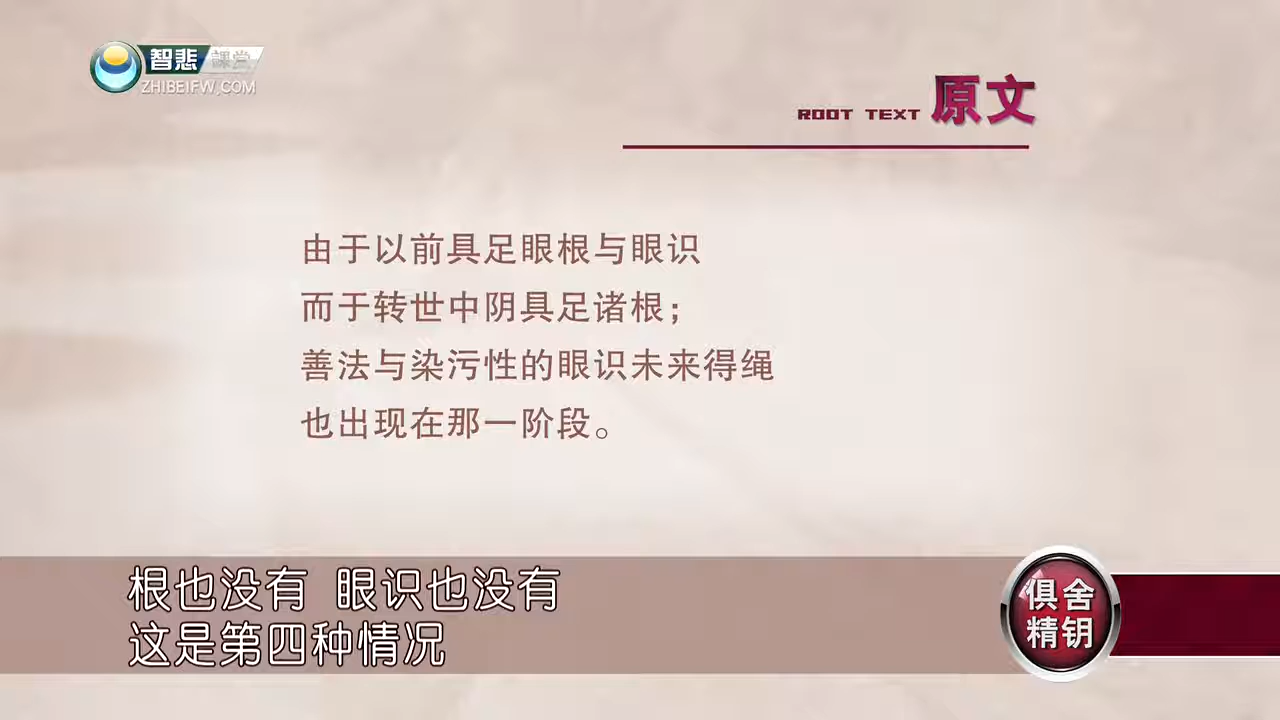 智悲課堂
ZHIBEIFW.COM
ROOT TEXT 原文
由于以前具足眼根与眼识
而于转世中阴具足诸根；
善法与染污性的眼识未来得绳
也出现在那一阶段。
根也没有 眼识也没有
这是第四种情况
俱舍
精钥